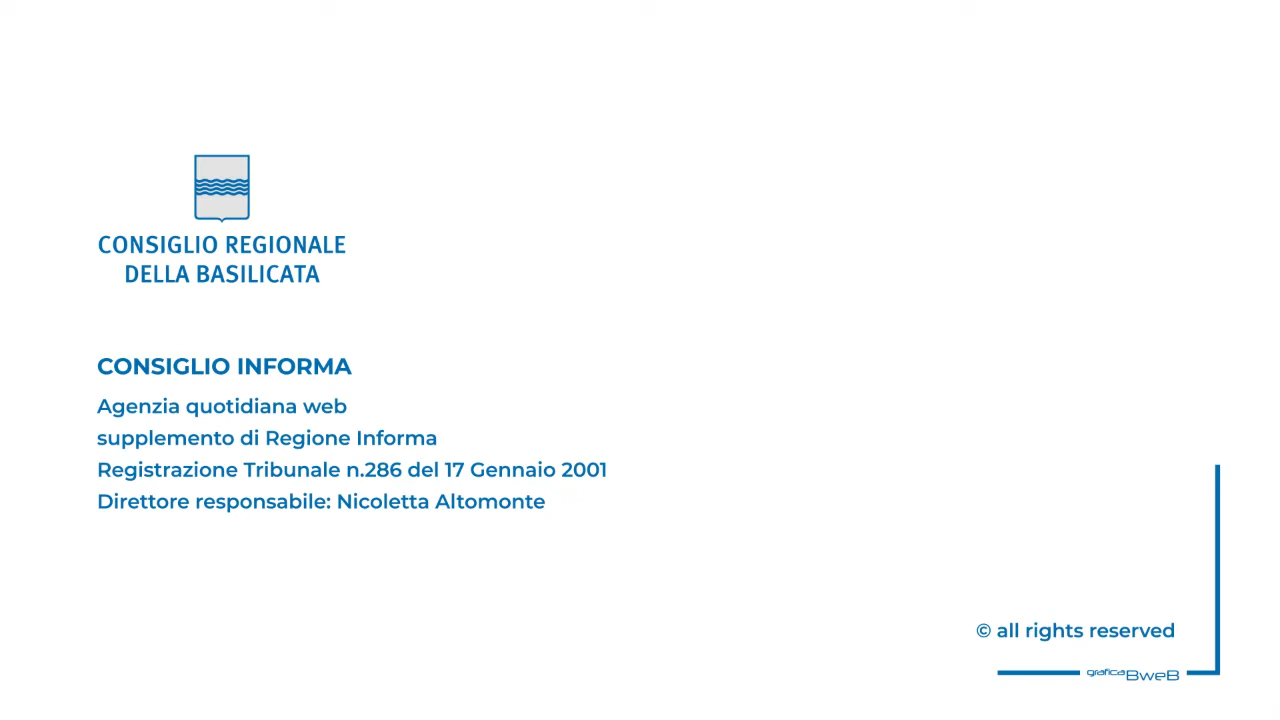 CONSIGLIO REGIONALE
DELLA BASILICATA
CONSIGLIO INFORMA
Agenzia quotidiana web
supplemento di Regione Informa
Registrazione Tribunale n.286 del 17 Gennaio 2001
Direttore responsabile: Nicoletta Altomonte
© all rights reserved
grafica BweB